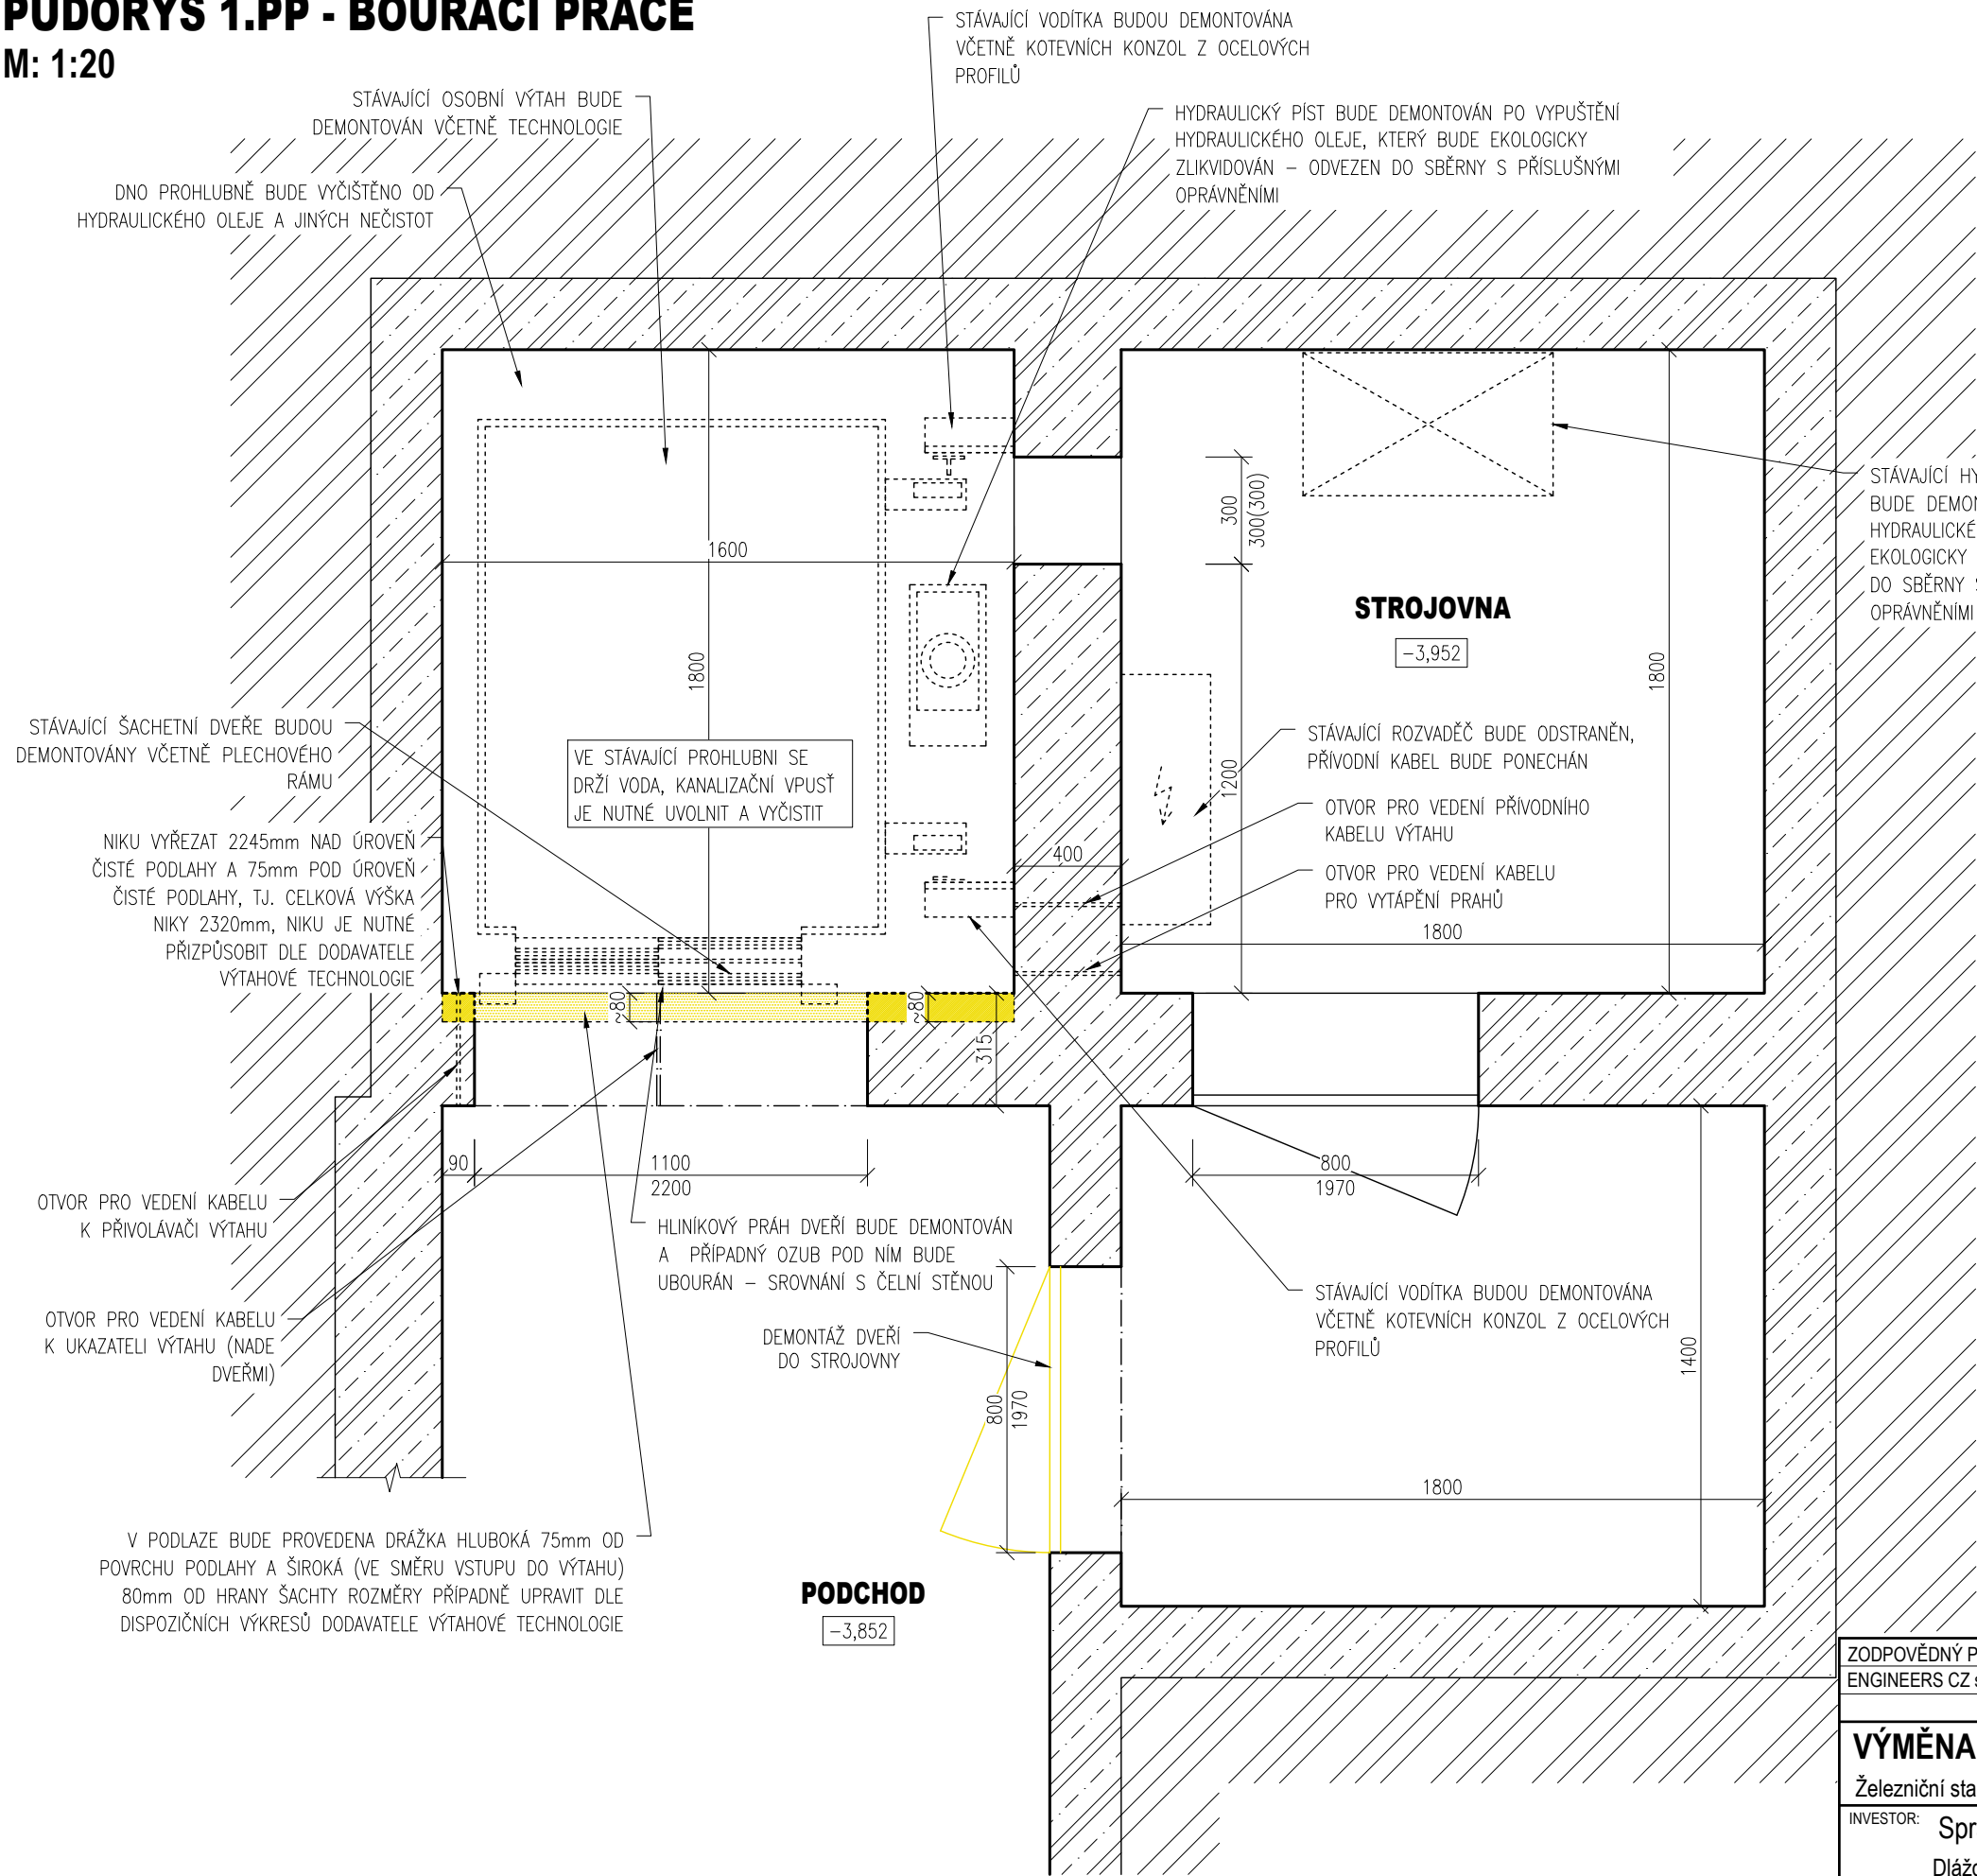 PŮDORYS 1.PP - BOURACÍ PRÁCE
M: 1:20
STÁVAJÍCÍ VODÍTKA BUDOU DEMONTOVÁNA
VČETNĚ KOTEVNÍCH KONZOL Z OCELOVÝCH
PROFILŮ
STÁVAJÍCÍ OSOBNÍ VÝTAH BUDE
DEMONTOVÁN VČETNĚ TECHNOLOGIE
HYDRAULICKÝ PÍST BUDE DEMONTOVÁN PO VYPUŠTĚNÍ
HYDRAULICKÉHO OLEJE, KTERÝ BUDE EKOLOGICKY
ZLIKVIDOVÁN – ODVEZEN DO SBĚRNY S PŘÍSLUŠNÝMI
OPRÁVNĚNÍMI
DNO PROHLUBNĚ BUDE VYČIŠTĚNO OD
HYDRAULICKÉHO OLEJE A JINÝCH NEČISTOT
STÁVAJÍCÍ HY
BUDE DEMON
HYDRAULICKÉ
EKOLOGICKY
DO SBĚRNY S
OPRÁVNĚNÍMI
300
300(300)
1600
1800
STROJOVNA
-3,952
1800
1200
STÁVAJÍCÍ ŠACHETNÍ DVEŘE BUDOU
DEMONTOVÁNY VČETNĚ PLECHOVÉHO
RÁMU
VE STÁVAJÍCÍ PROHLUBNI SE
DRŽÍ VODA, KANALIZAČNÍ VPUSŤ
JE NUTNÉ UVOLNIT A VYČISTIT
STÁVAJÍCÍ ROZVADĚČ BUDE ODSTRANĚN,
PŘÍVODNÍ KABEL BUDE PONECHÁN
OTVOR PRO VEDENÍ PŘÍVODNÍHO
KABELU VÝTAHU
OTVOR PRO VEDENÍ KABELU
PRO VYTÁPĚNÍ PRAHŮ
400
1800
NIKU VYŘEZAT 2245mm NAD ÚROVEŇ
ČISTÉ PODLAHY A 75mm POD ÚROVEŇ
ČISTÉ PODLAHY, TJ. CELKOVÁ VÝŠKA
NIKY 2320mm, NIKU JE NUTNÉ
PŘIZPŮSOBIT DLE DODAVATELE
VÝTAHOVÉ TECHNOLOGIE
~80
~80
315
90
1100
2200
800
1970
OTVOR PRO VEDENÍ KABELU
K PŘIVOLÁVAČI VÝTAHU
HLINÍKOVÝ PRÁH DVEŘÍ BUDE DEMONTOVÁN
A PŘÍPADNÝ OZUB POD NÍM BUDE
UBOURÁN – SROVNÁNÍ S ČELNÍ STĚNOU
OTVOR PRO VEDENÍ KABELU
K UKAZATELI VÝTAHU (NADE
DVEŘMI)
DEMONTÁŽ DVEŘÍ
DO STROJOVNY
STÁVAJÍCÍ VODÍTKA BUDOU DEMONTOVÁNA
VČETNĚ KOTEVNÍCH KONZOL Z OCELOVÝCH
PROFILŮ
800
1970
1400
1800
V PODLAZE BUDE PROVEDENA DRÁŽKA HLUBOKÁ 75mm OD
POVRCHU PODLAHY A ŠIROKÁ (VE SMĚRU VSTUPU DO VÝTAHU)
80mm OD HRANY ŠACHTY ROZMĚRY PŘÍPADNĚ UPRAVIT DLE
DISPOZIČNÍCH VÝKRESŮ DODAVATELE VÝTAHOVÉ TECHNOLOGIE
PODCHOD
-3,852
ZODPOVĚDNÝ P
ENGINEERS CZ s
VÝMĚNA
Železniční sta
INVESTOR: Spr
Dlážd